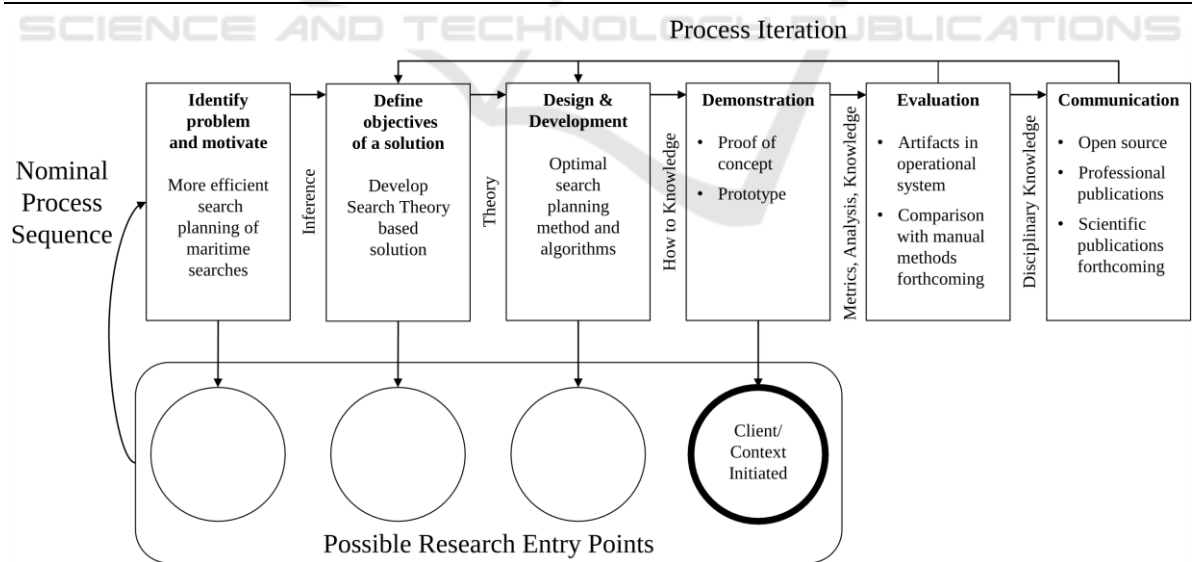 SCIENCE AND TECHNOLOGY PUBLICATIONS
Process Iteration
Nominal
Process
Sequence
Identify
problem
and motivate
More efficient
search
planning of
maritime
searches
Inference
Define
objectives
of a solution
Develop
Search Theory
based
solution
Theory
Design &
Development
Optimal
search
planning
method and
algorithms
How to Knowledge
Demonstration
• Proof of
concept
• Prototype
Metrics, Analysis, Knowledge
Evaluation
• Artifacts in
operational
system
• Comparison
with manual
methods
forthcoming
Disciplinary Knowledge
Communication
• Open source
• Professional
publications
• Scientific
publications
forthcoming
Client/
Context
Initiated
Possible Research Entry Points